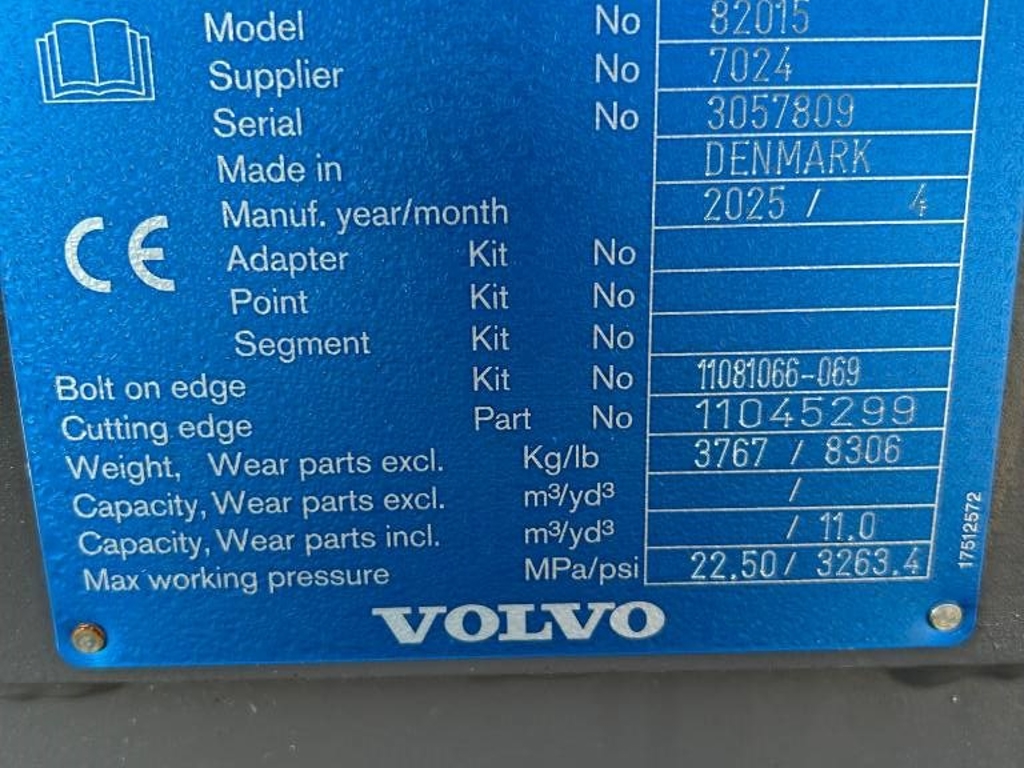 Model No 82015
Supplier No 7024
Serial No 3057809
Made in DENMARK
Manuf. year/month 2025 / 4
CE
Adapter Kit No
Point Kit No
Segment Kit No
Bolt on edge Kit No 11081066-069
Cutting edge Part No 11045299
Weight, Wear parts excl. Kg/lb 3767 / 8306
Capacity, Wear parts excl. m³/yd³ /
Capacity, Wear parts incl. m³/yd³ / 11.0
Max working pressure MPa/psi 22.50 / 3263.4
17512572
VOLVO